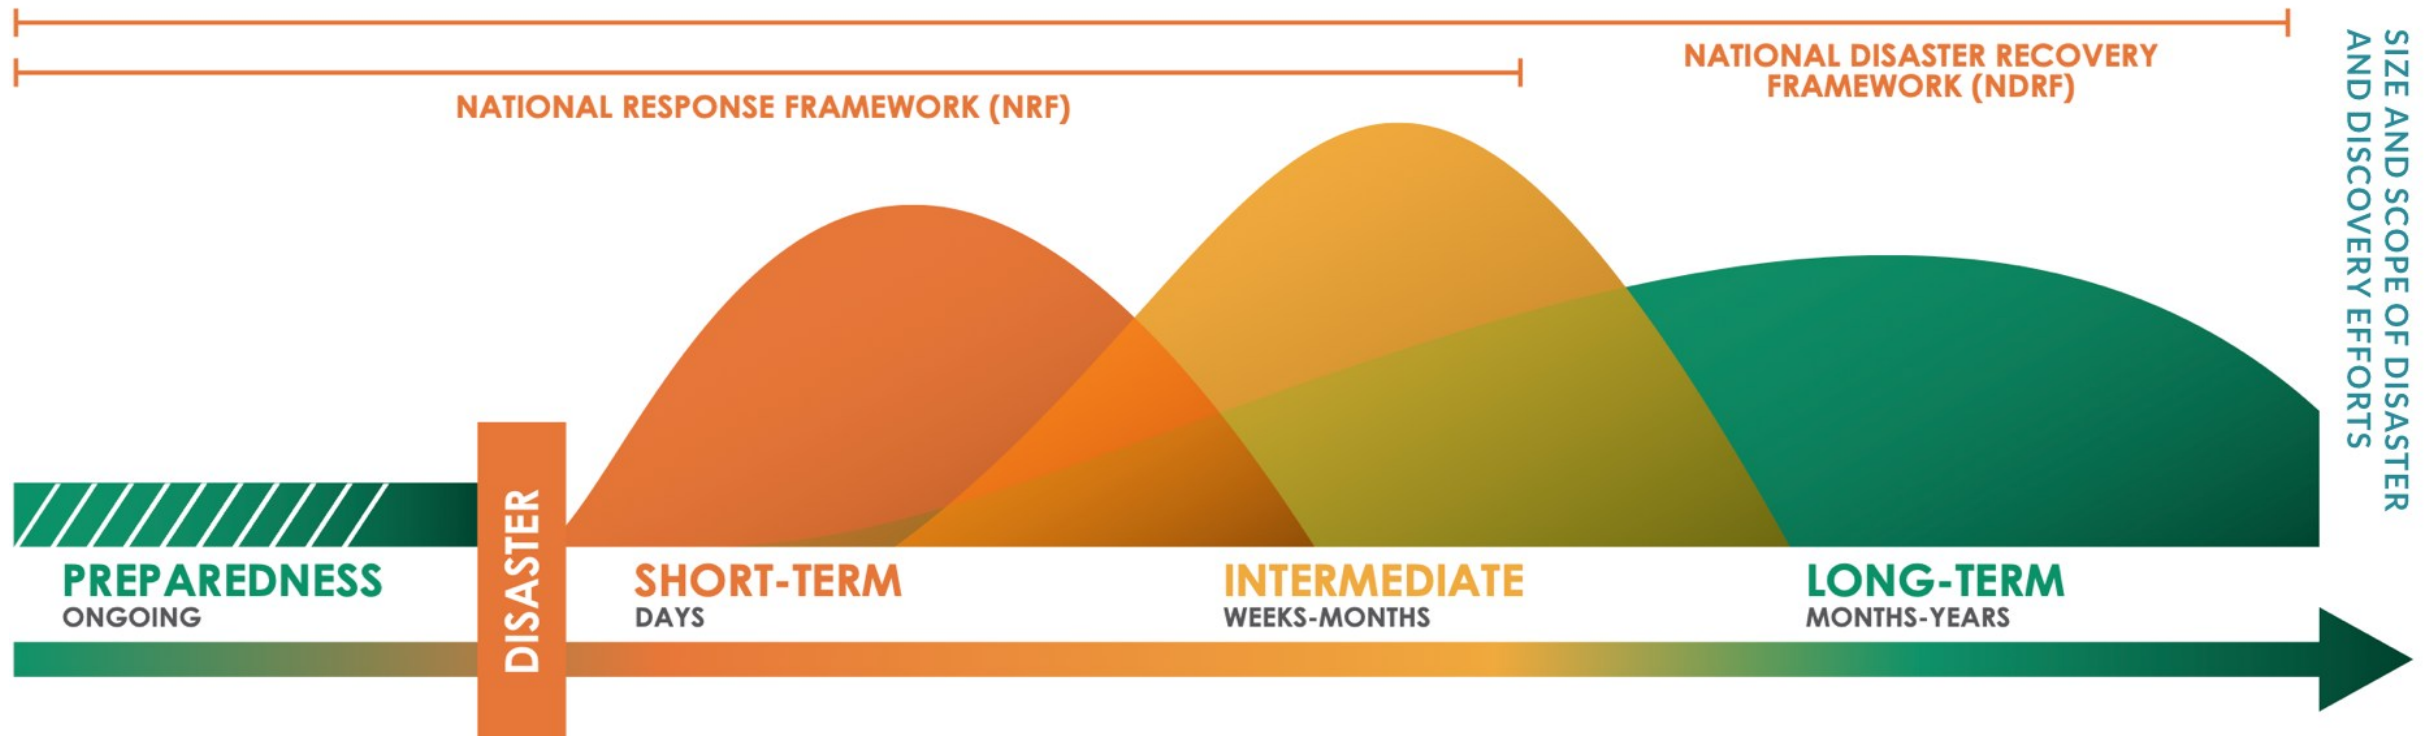 NATIONAL DISASTER RECOVERY
FRAMEWORK (NDRF)
NATIONAL RESPONSE FRAMEWORK (NRF)
SIZE AND SCOPE OF DISASTER
AND DISCOVERY EFFORTS
DISASTER
PREPAREDNESS
ONGOING
SHORT-TERM
DAYS
INTERMEDIATE
WEEKS-MONTHS
LONG-TERM
MONTHS-YEARS